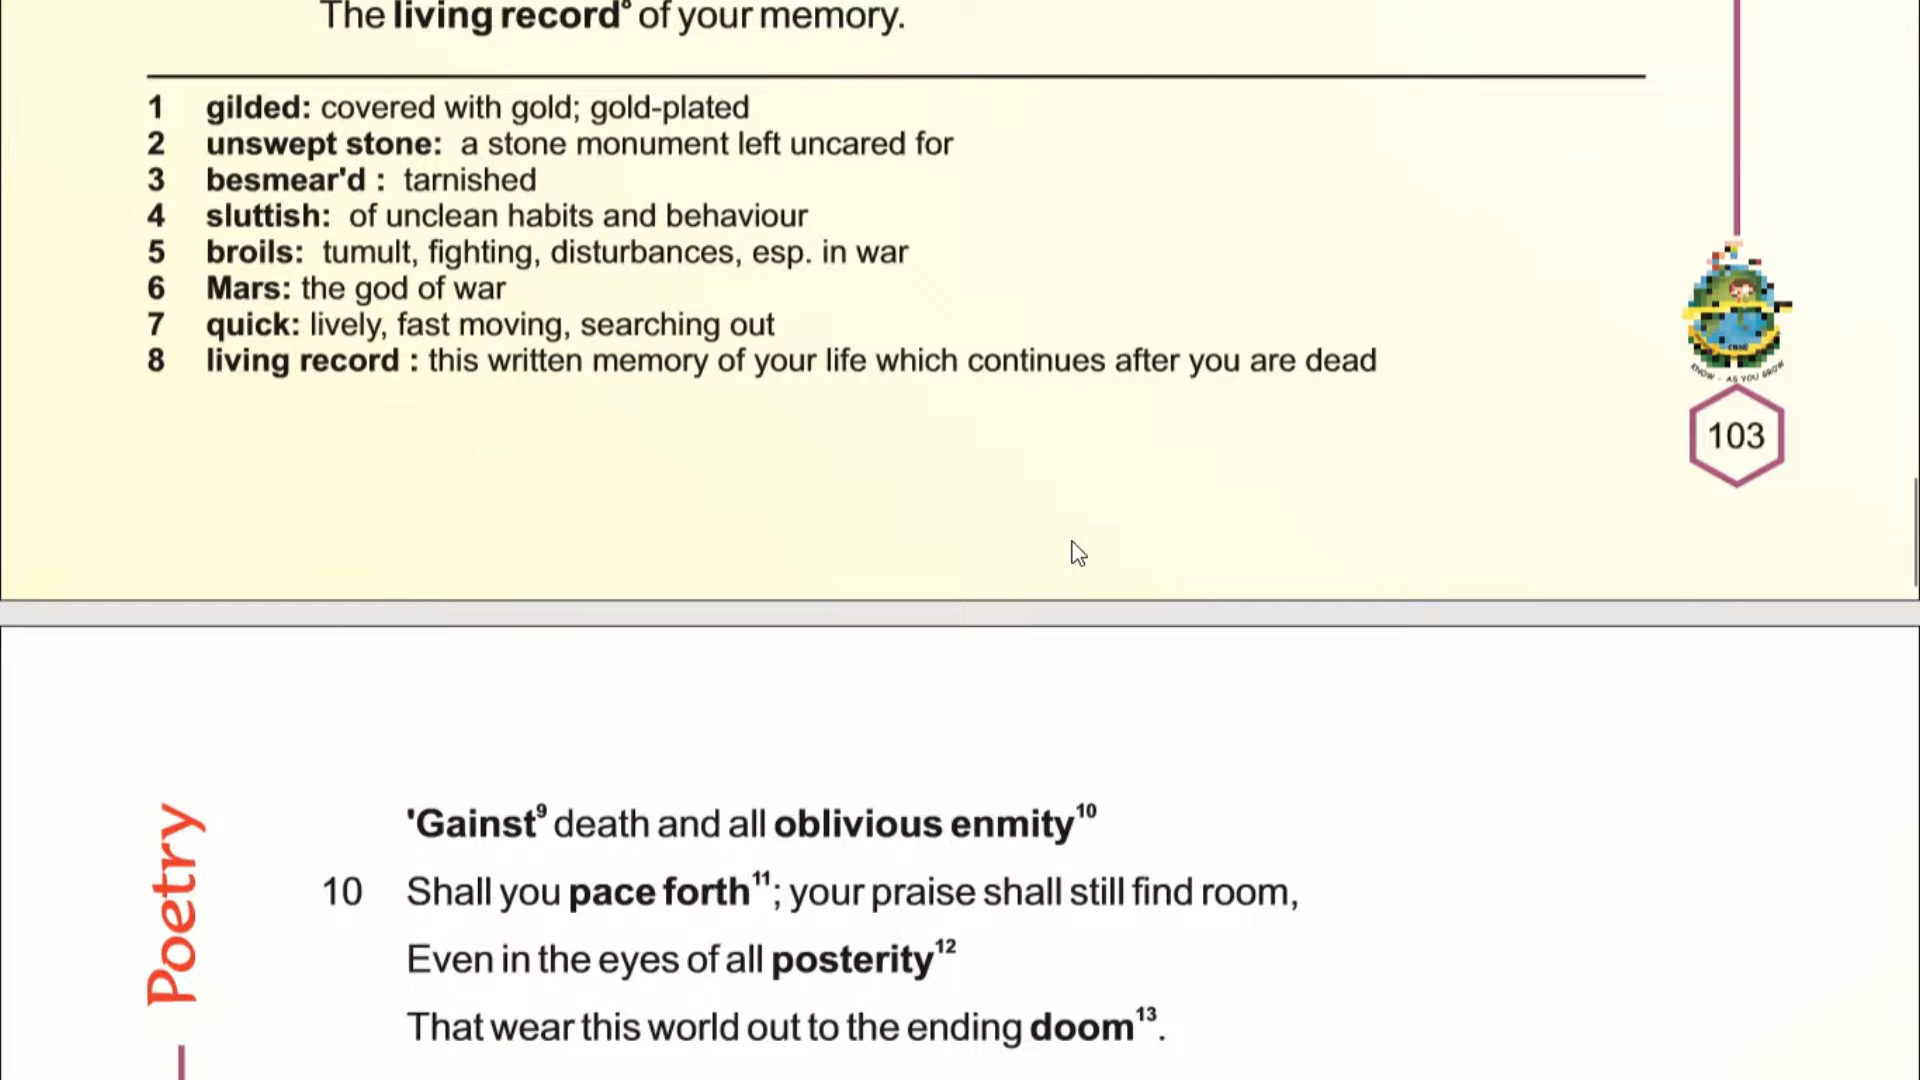 The living record⁸ of your memory.
1 gilded: covered with gold; gold-plated
2 unswept stone: a stone monument left uncared for
3 besmear'd : tarnished
4 sluttish: of unclean habits and behaviour
5 broils: tumult, fighting, disturbances, esp. in war
6 Mars: the god of war
7 quick: lively, fast moving, searching out
8 living record : this written memory of your life which continues after you are dead
KNOW - AS YOU GROW
103
Poetry
'Gainst⁹ death and all oblivious enmity¹⁰
10 Shall you pace forth¹¹; your praise shall still find room,
Even in the eyes of all posterity¹²
That wear this world out to the ending doom¹³.